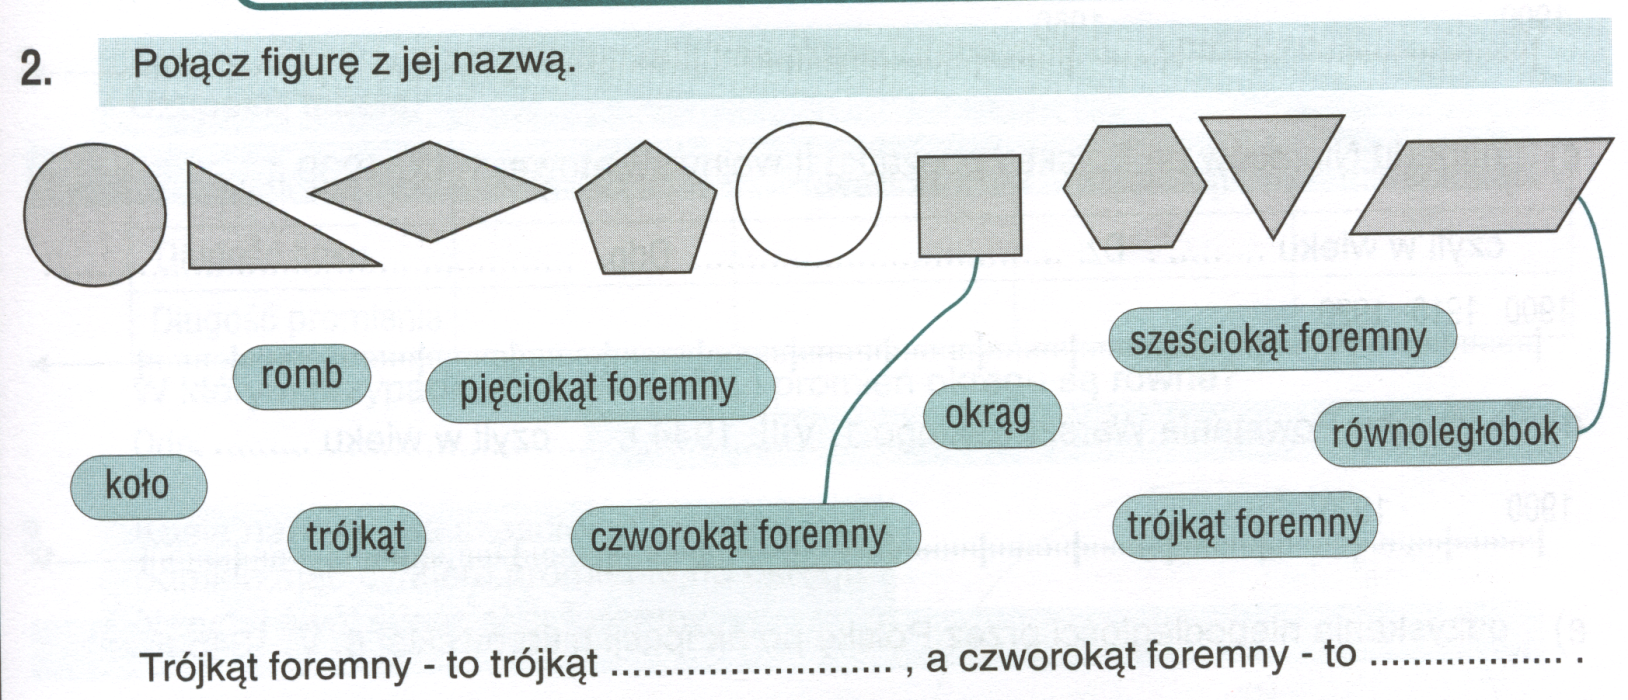 2. Połącz figurę z jej nazwą.
sześciokąt foremny
romb
pięciokąt foremny
okrąg
równoległobok
koło
trójkąt
czworokąt foremny
trójkąt foremny
Trójkąt foremny - to trójkąt ............................ , a czworokąt foremny - to ................... .